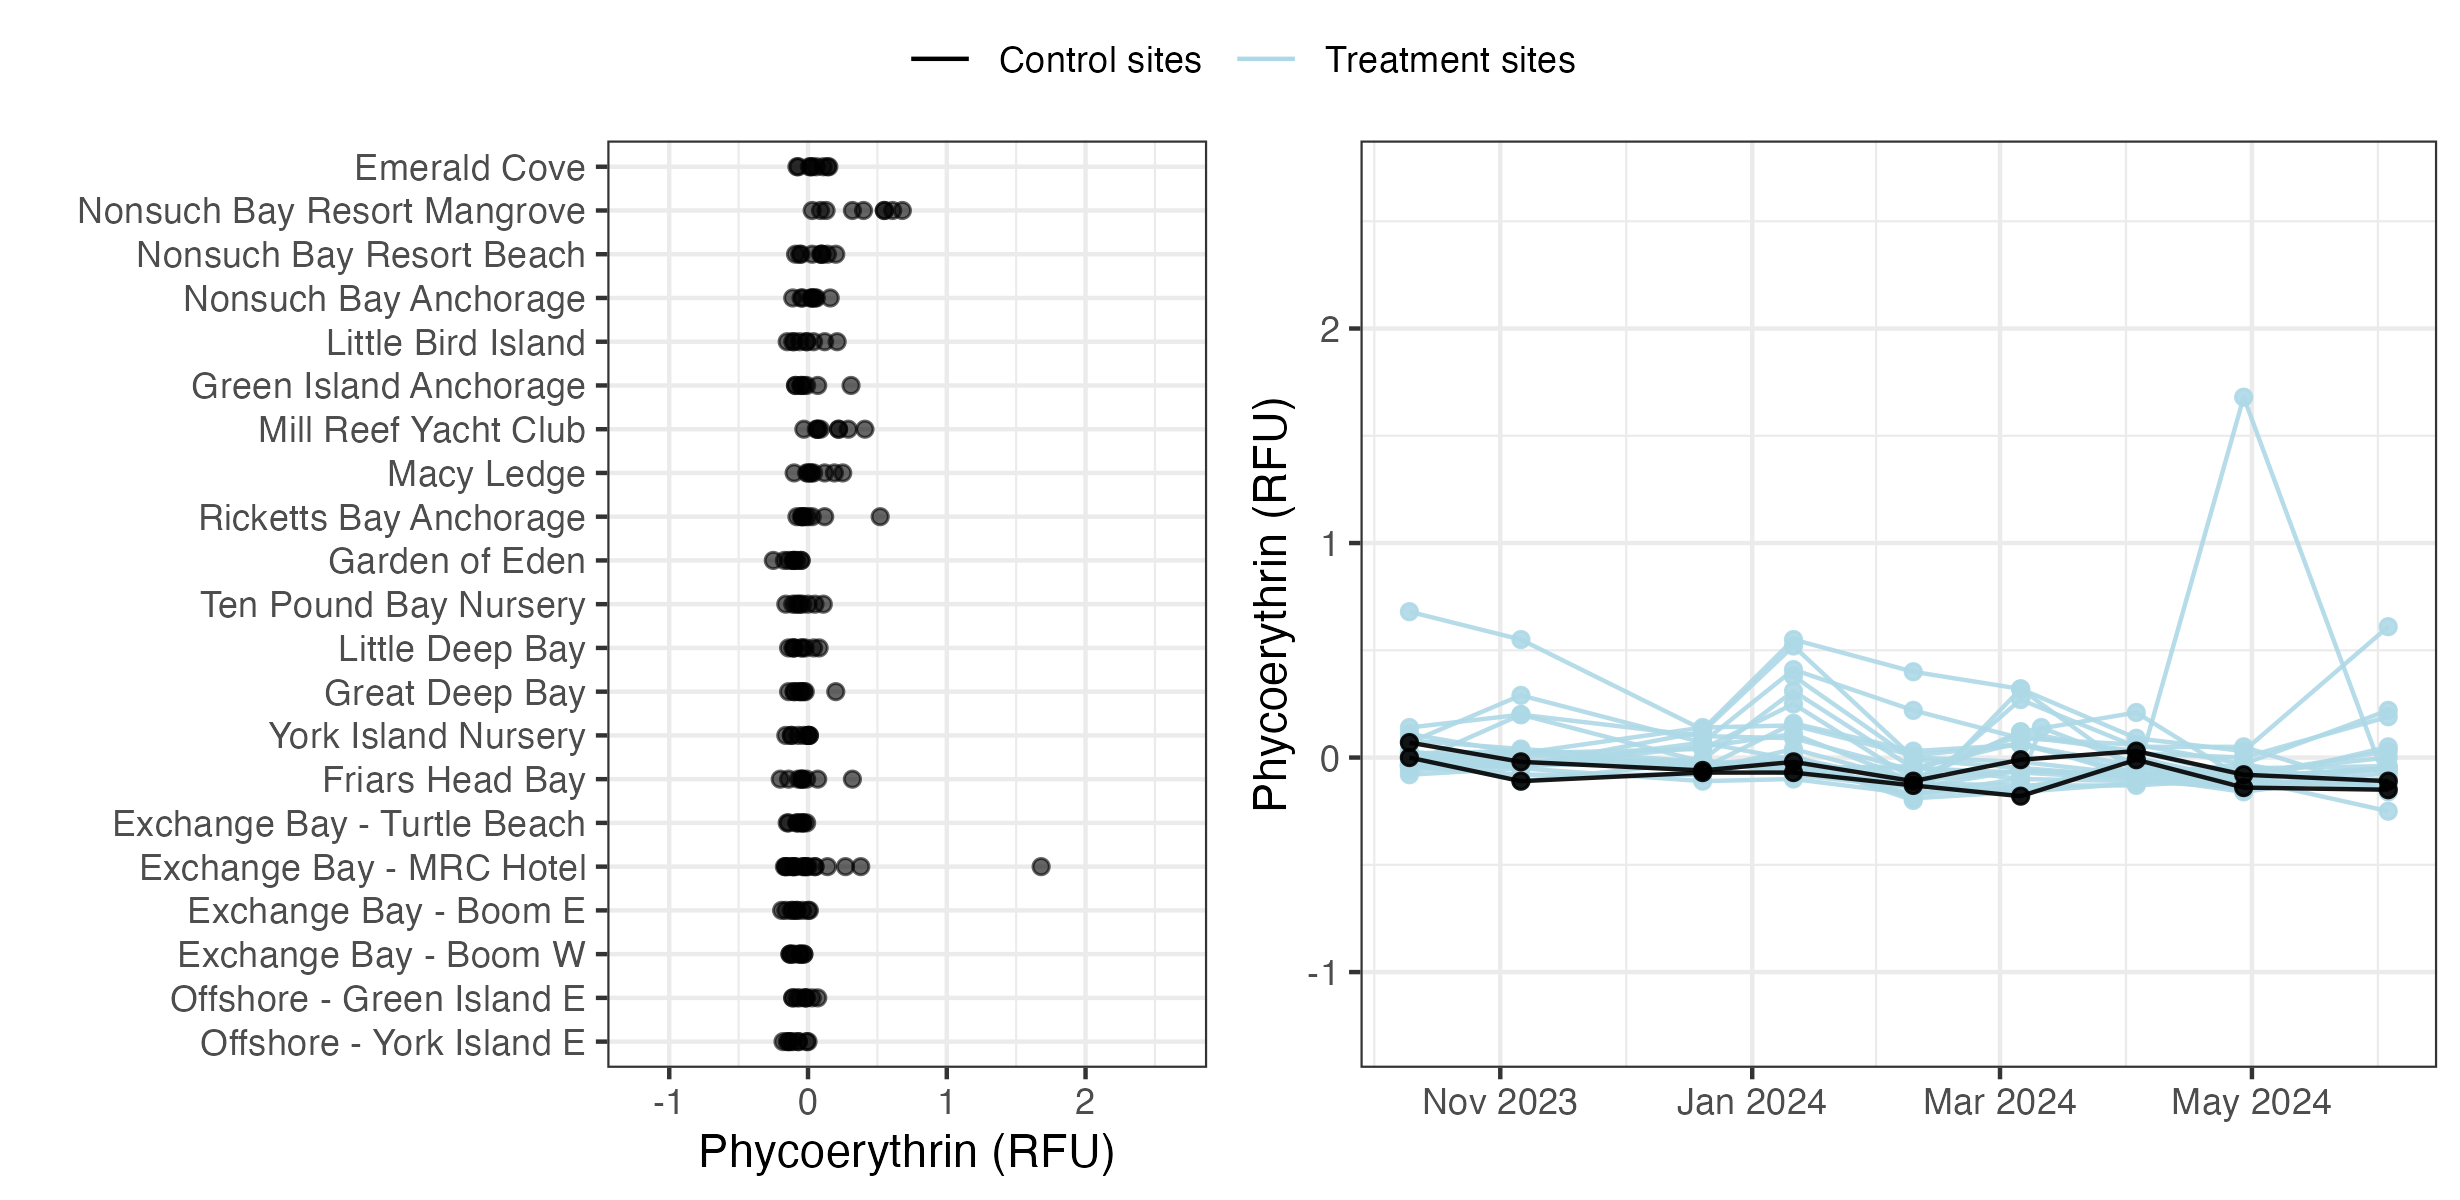 Control sites
Treatment sites
Emerald Cove
Nonsuch Bay Resort Mangrove
Nonsuch Bay Resort Beach
Nonsuch Bay Anchorage
Little Bird Island
Green Island Anchorage
Mill Reef Yacht Club
Macy Ledge
Ricketts Bay Anchorage
Garden of Eden
Ten Pound Bay Nursery
Little Deep Bay
Great Deep Bay
York Island Nursery
Friars Head Bay
Exchange Bay - Turtle Beach
Exchange Bay - MRC Hotel
Exchange Bay - Boom E
Exchange Bay - Boom W
Offshore - Green Island E
Offshore - York Island E
-1 0 1 2
Phycoerythrin (RFU)
Phycoerythrin (RFU)
2
1
0
-1
Nov 2023 Jan 2024 Mar 2024 May 2024